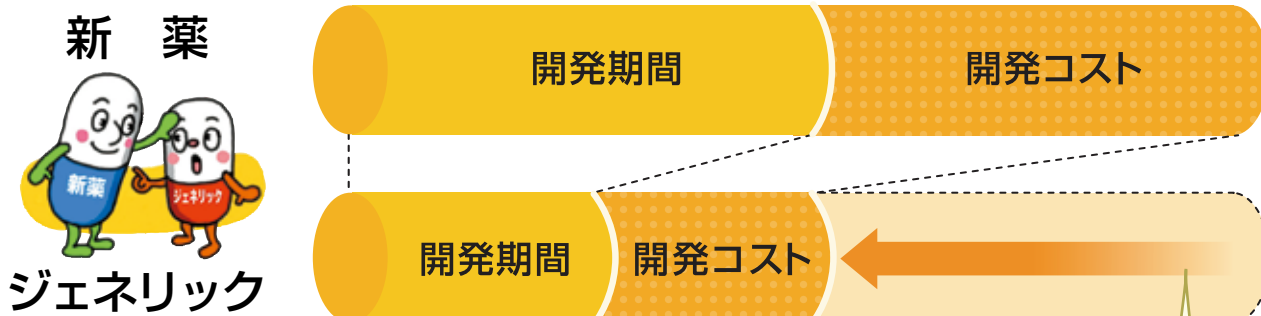 新　薬
開発期間
開発コスト
新薬
ジェネリック
開発期間
開発コスト
ジェネリック